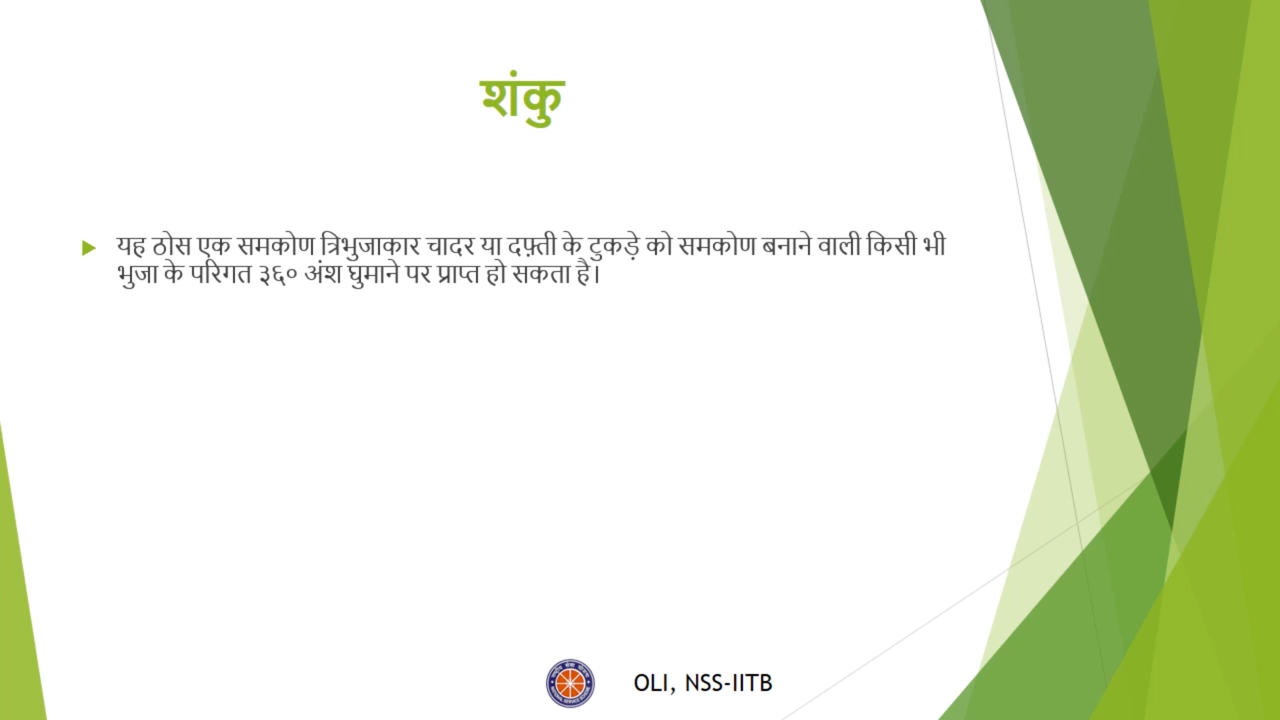 शंकु
यह ठोस एक समकोण त्रिभुजाकार चादर या दफ़्ती के टुकड़े को समकोण बनाने वाली किसी भी
भुजा के परिगत ३६० अंश घुमाने पर प्राप्त हो सकता है।
OLI, NSS-IITB